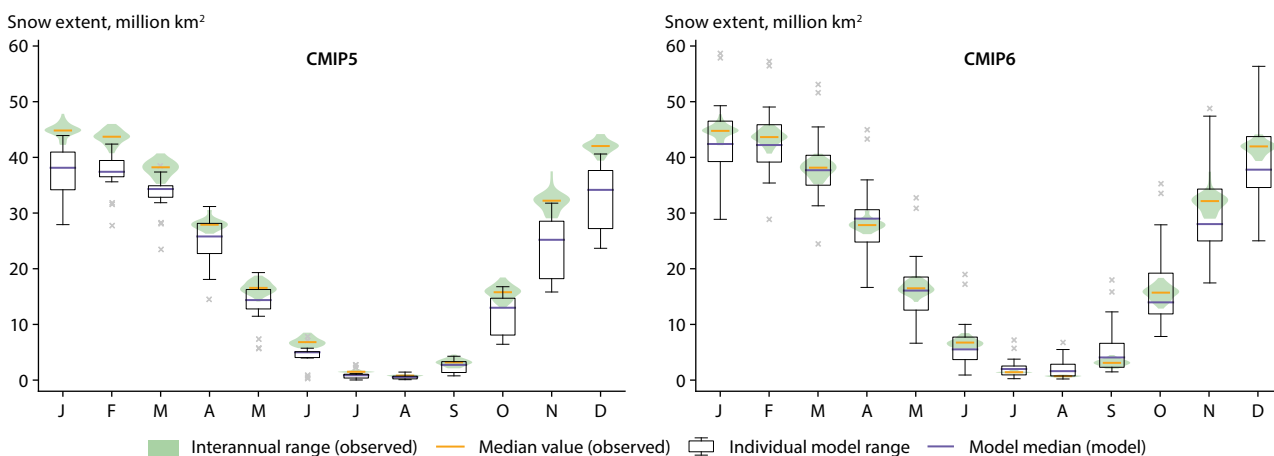 Snow extent, million km²
CMIP5
60
50
40
30
20
10
0
J F M A M J J A S O N D
Snow extent, million km²
CMIP6
60
50
40
30
20
10
0
J F M A M J J A S O N D
Interannual range (observed) Median value (observed) Individual model range Model median (model)